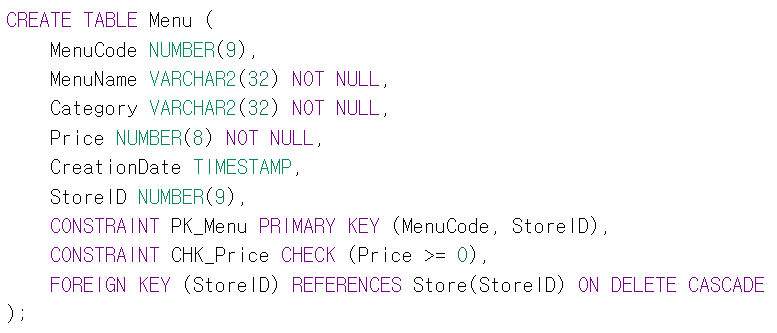 CREATE TABLE Menu (
    MenuCode NUMBER(9),
    MenuName VARCHAR2(32) NOT NULL,
    Category VARCHAR2(32) NOT NULL,
    Price NUMBER(8) NOT NULL,
    CreationDate TIMESTAMP,
    StoreID NUMBER(9),
    CONSTRAINT PK_Menu PRIMARY KEY (MenuCode, StoreID),
    CONSTRAINT CHK_Price CHECK (Price >= 0),
    FOREIGN KEY (StoreID) REFERENCES Store(StoreID) ON DELETE CASCADE
);